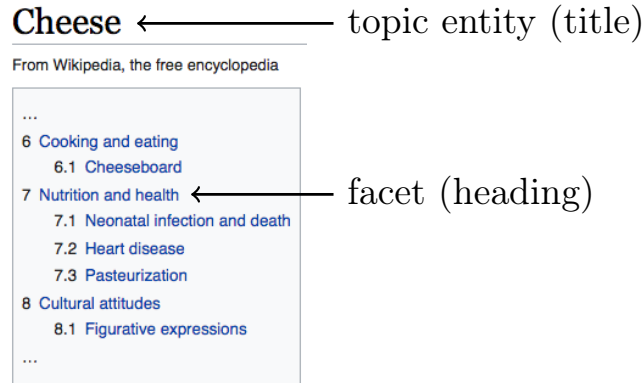 Cheese
topic entity (title)
From Wikipedia, the free encyclopedia
...
6 Cooking and eating
6.1 Cheeseboard
7 Nutrition and health
facet (heading)
7.1 Neonatal infection and death
7.2 Heart disease
7.3 Pasteurization
8 Cultural attitudes
8.1 Figurative expressions
...